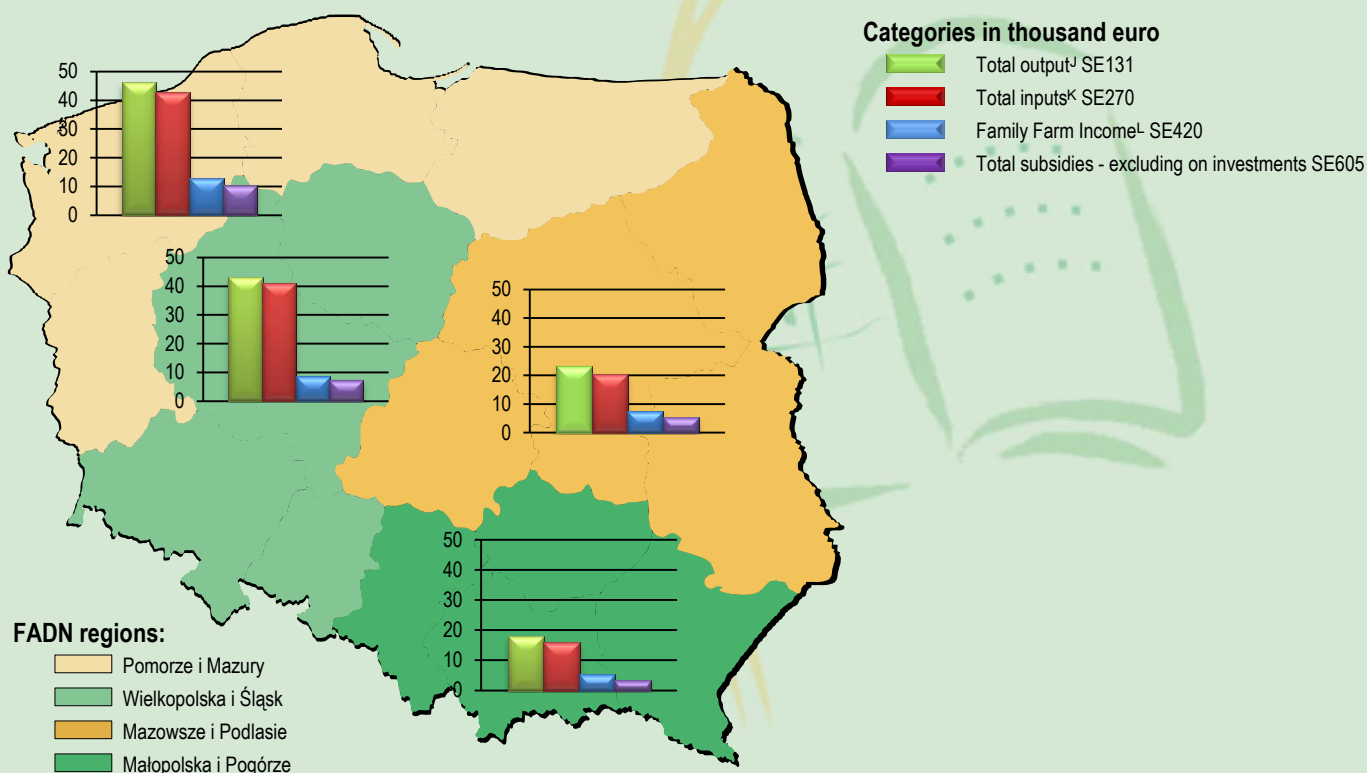 Categories in thousand euro
Total outputᴶ SE131
Total inputsᴷ SE270
Family Farm Incomeᴸ SE420
Total subsidies - excluding on investments SE605
50
40
30
20
10
0
50
40
30
20
10
0
50
40
30
20
10
0
50
40
30
20
10
0
FADN regions:
Pomorze i Mazury
Wielkopolska i Śląsk
Mazowsze i Podlasie
Małopolska i Pogórze